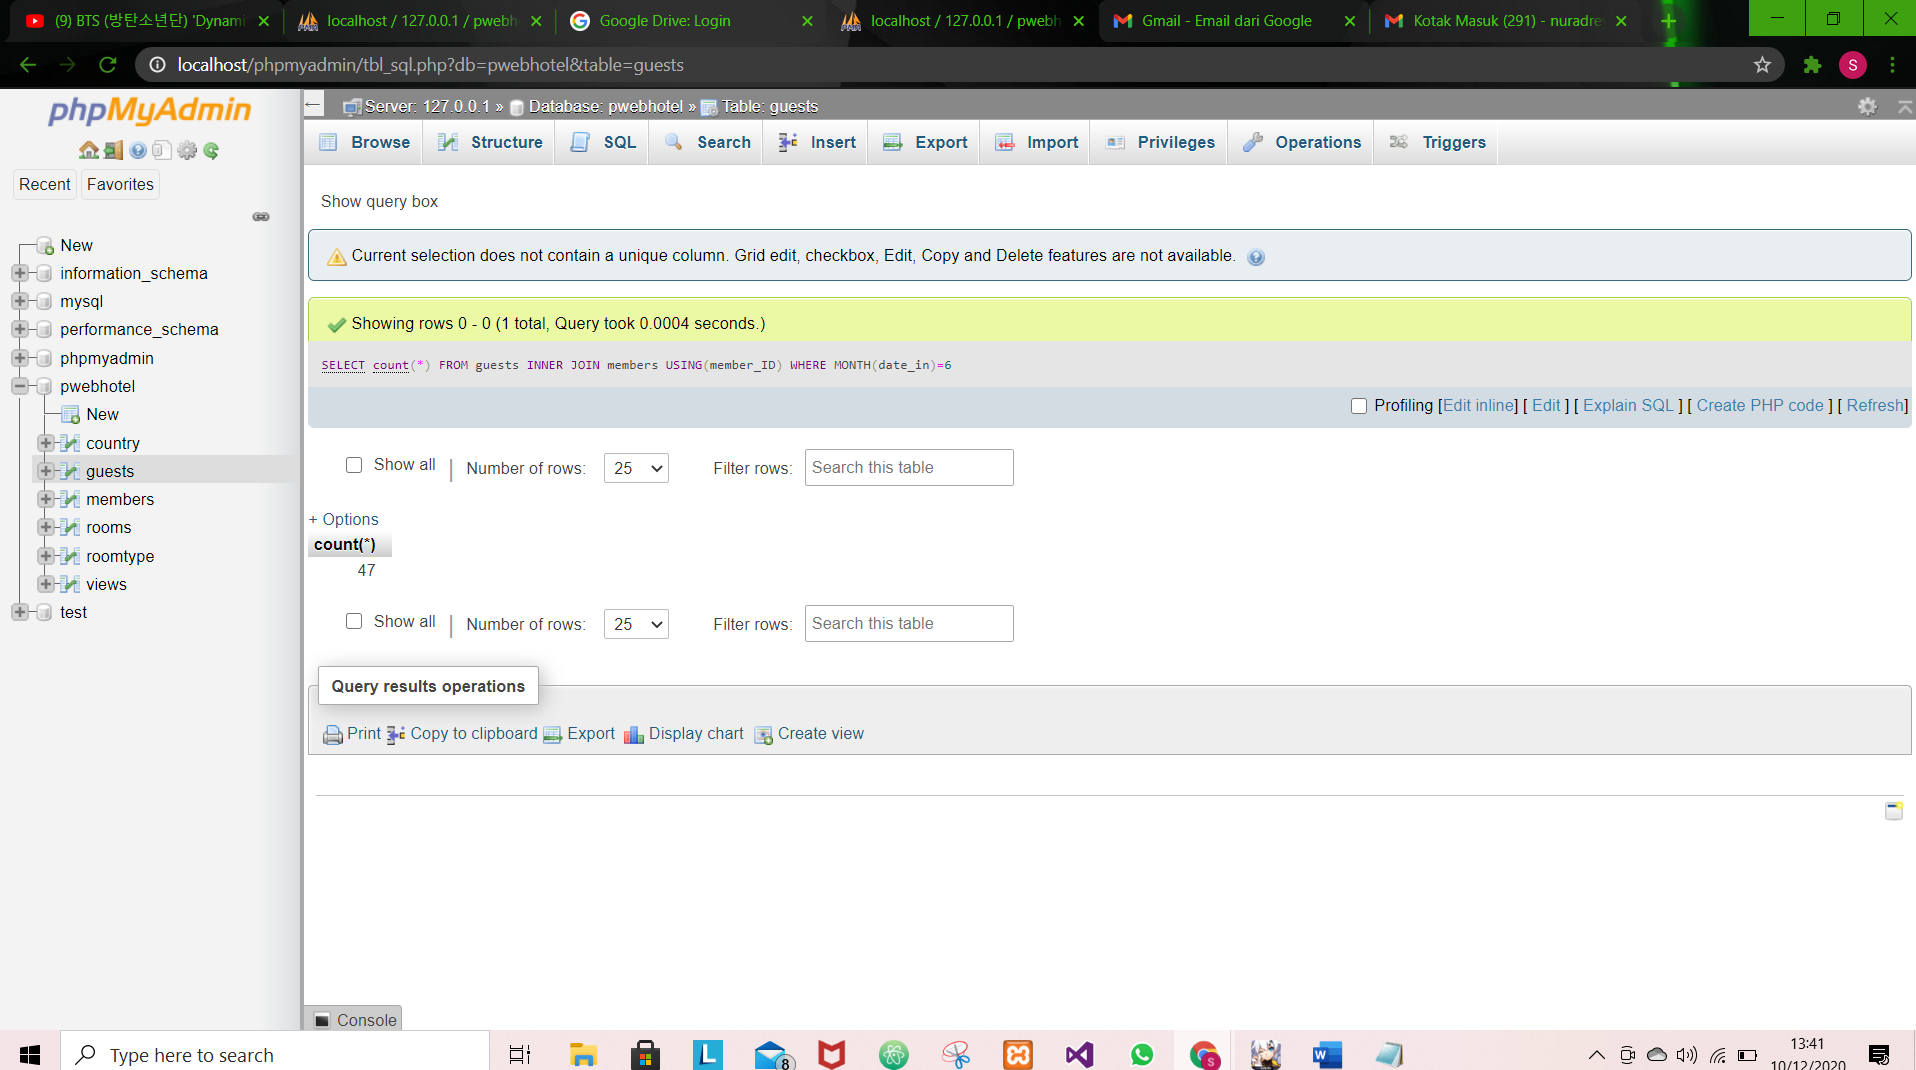 (9) BTS (방탄소년단) 'Dynami
localhost / 127.0.0.1 / pwebh
Google Drive: Login
localhost / 127.0.0.1 / pwebh
Gmail - Email dari Google
Kotak Masuk (291) - nuradre
localhost/phpmyadmin/tbl_sql.php?db=pwebhotel&table=guests
S
phpMyAdmin
Recent
Favorites
New
information_schema
mysql
performance_schema
phpmyadmin
pwebhotel
New
country
guests
members
rooms
roomtype
views
test
Server: 127.0.0.1 » Database: pwebhotel » Table: guests
Browse
Structure
SQL
Search
Insert
Export
Import
Privileges
Operations
Triggers
Show query box
Current selection does not contain a unique column. Grid edit, checkbox, Edit, Copy and Delete features are not available.
Showing rows 0 - 0 (1 total, Query took 0.0004 seconds.)
SELECT count(*) FROM guests INNER JOIN members USING(member_ID) WHERE MONTH(date_in)=6
Profiling [Edit inline] [ Edit ] [ Explain SQL ] [ Create PHP code ] [ Refresh]
Show all | Number of rows: 25 Filter rows: Search this table
+ Options
count(*)
47
Show all | Number of rows: 25 Filter rows: Search this table
Query results operations
Print Copy to clipboard Export Display chart Create view
Console
Type here to search
L
8
S
W
13:41
10/12/2020